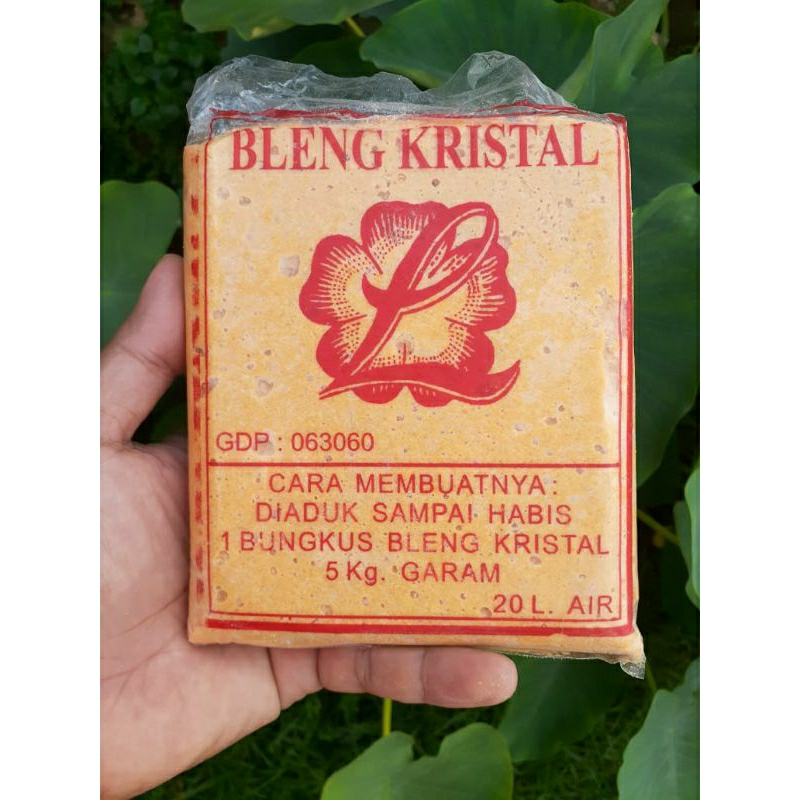 BLENG KRISTAL
GDP : 063060
CARA MEMBUATNYA :
DIADUK SAMPAI HABIS
1 BUNGKUS BLENG KRISTAL
5 Kg. GARAM
20 L. AIR